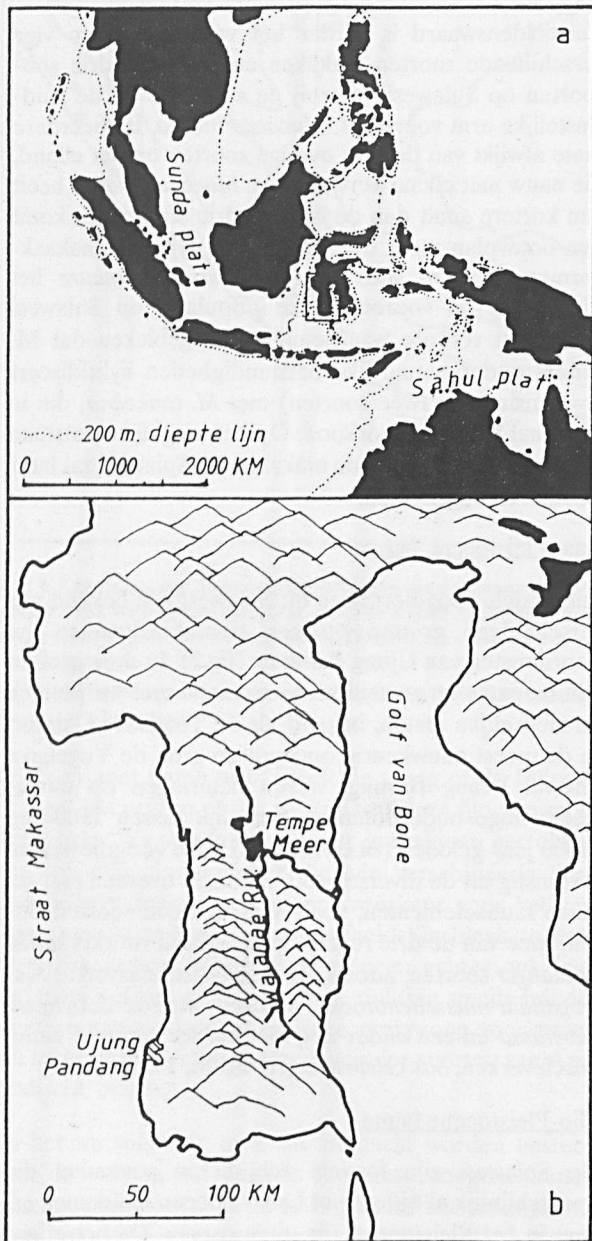 a
Sunda plat
Sahul plat
200 m. diepte lijn
0 1000 2000 KM
Golf van Bone
Straat Makassar
Tempe
Meer
Walanae Riv.
Ujung
Pandang
0 50 100 KM
b